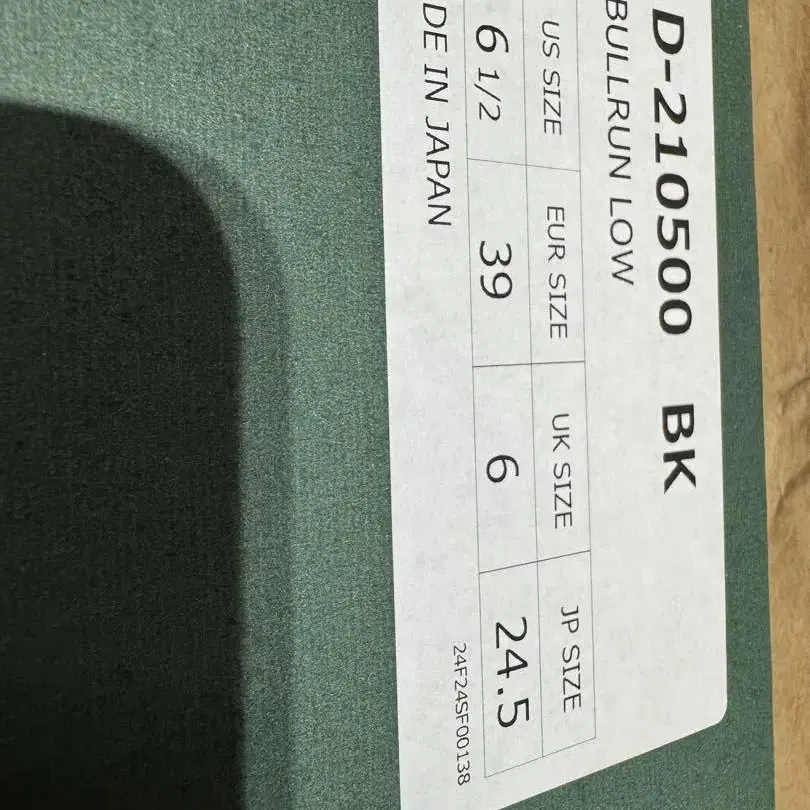 D-210500 BK
BULLRUN LOW
US SIZE EUR SIZE UK SIZE JP SIZE
6 1/2 39 6 24.5
DE IN JAPAN
24F24SF00138